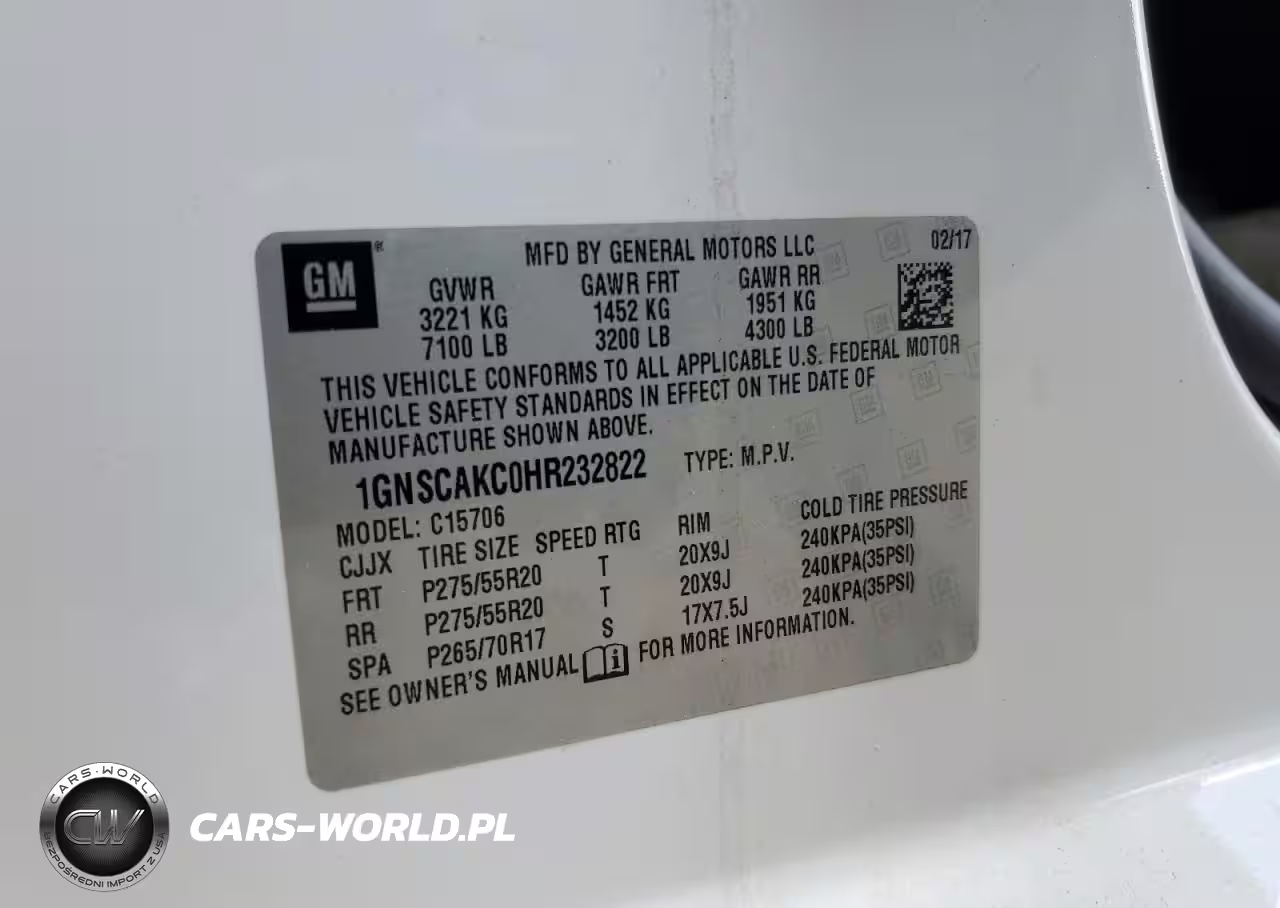 GM
®
MFD BY GENERAL MOTORS LLC
02/17
GVWR GAWR FRT GAWR RR
3221 KG 1452 KG 1951 KG
7100 LB 3200 LB 4300 LB
THIS VEHICLE CONFORMS TO ALL APPLICABLE U.S. FEDERAL MOTOR
VEHICLE SAFETY STANDARDS IN EFFECT ON THE DATE OF
MANUFACTURE SHOWN ABOVE.
1GNSCAKC0HR232822 TYPE: M.P.V.
MODEL: C15706
CJJX TIRE SIZE SPEED RTG RIM COLD TIRE PRESSURE
FRT P275/55R20 T 20X9J 240KPA(35PSI)
RR P275/55R20 T 20X9J 240KPA(35PSI)
SPA P265/70R17 S 17X7.5J 240KPA(35PSI)
SEE OWNER'S MANUAL i FOR MORE INFORMATION.
CARS-WORLD
CW
BEZPOŚREDNI IMPORT Z USA
CARS-WORLD.PL